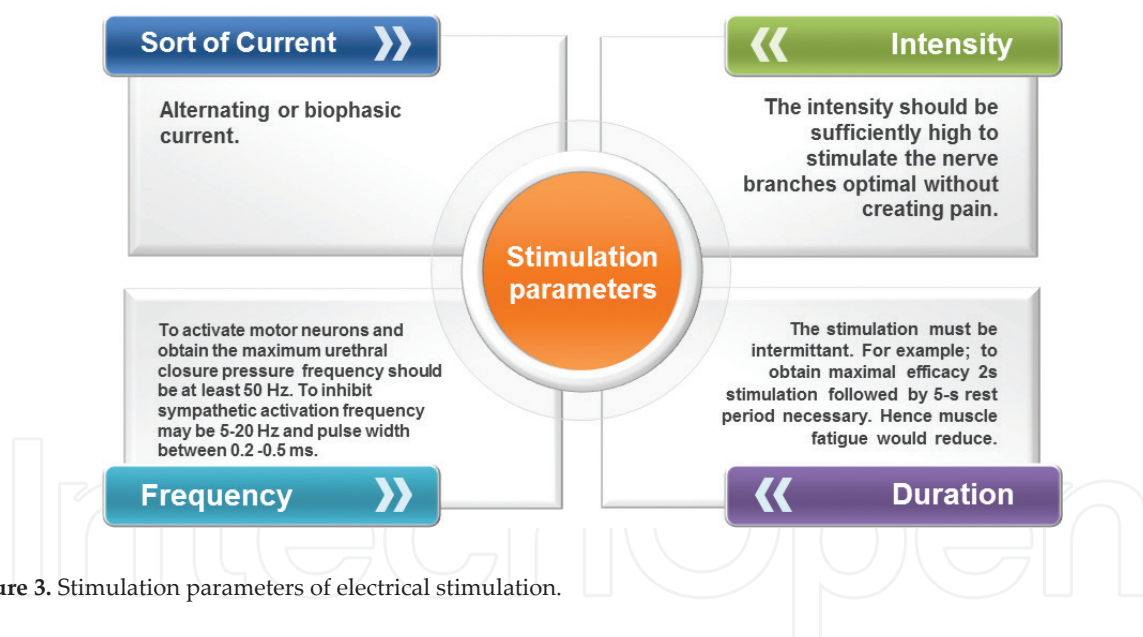 Sort of Current
Alternating or biophasic
current.
Intensity
The intensity should be
sufficiently high to
stimulate the nerve
branches optimal without
creating pain.
Stimulation
parameters
To activate motor neurons and
obtain the maximum urethral
closure pressure frequency should
be at least 50 Hz. To inhibit
sympathetic activation frequency
may be 5-20 Hz and pulse width
between 0.2 -0.5 ms.
Frequency
The stimulation must be
intermittant. For example; to
obtain maximal efficacy 2s
stimulation followed by 5-s rest
period necessary. Hence muscle
fatigue would reduce.
Duration
IntechOpen
ure 3. Stimulation parameters of electrical stimulation.